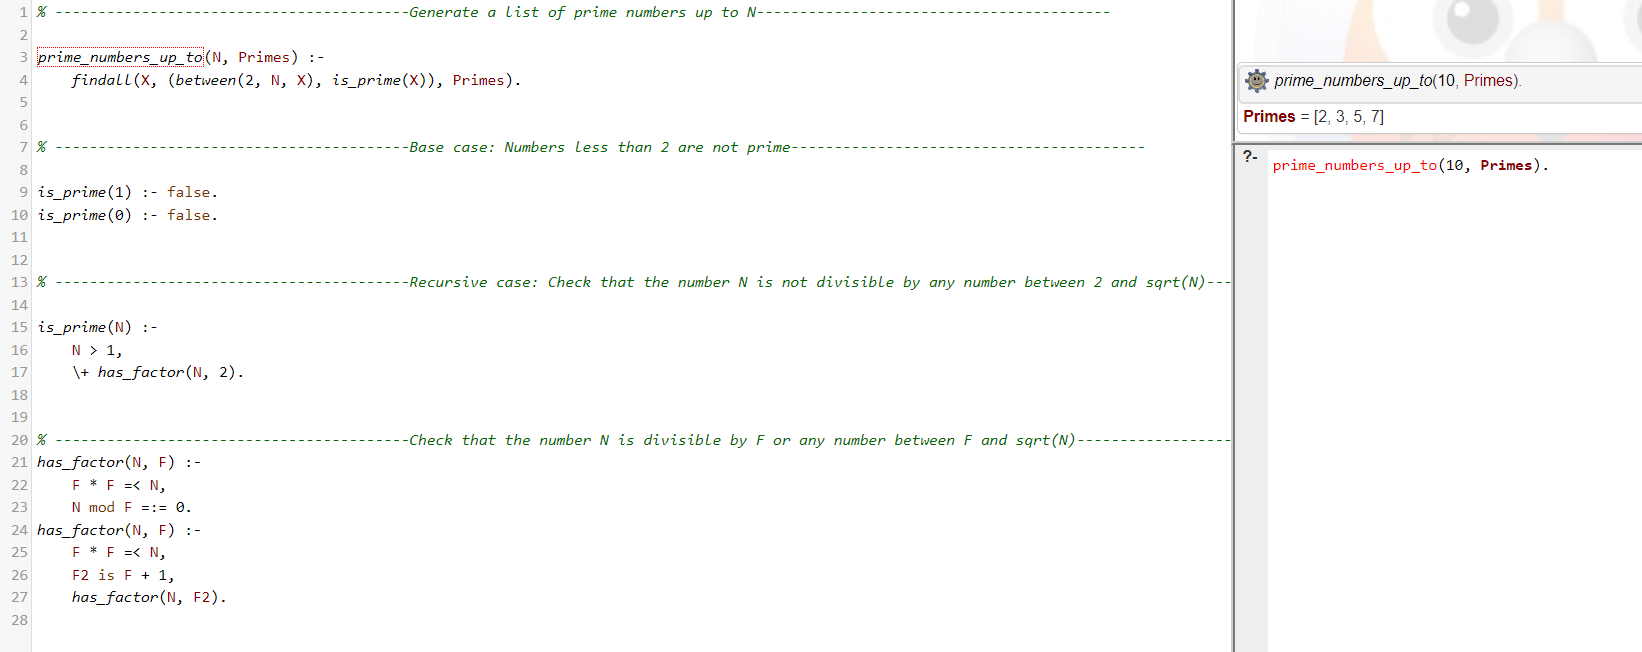 1 % -----------------------------------------Generate a list of prime numbers up to N-----------------------------------------
2
3 prime_numbers_up_to(N, Primes) :-
4     findall(X, (between(2, N, X), is_prime(X)), Primes).
5
6
7 % -----------------------------------------Base case: Numbers less than 2 are not prime-----------------------------------------
8
9 is_prime(1) :- false.
10 is_prime(0) :- false.
11
12
13 % -----------------------------------------Recursive case: Check that the number N is not divisible by any number between 2 and sqrt(N)---
14
15 is_prime(N) :-
16     N > 1,
17     \+ has_factor(N, 2).
18
19
20 % -----------------------------------------Check that the number N is divisible by F or any number between F and sqrt(N)------------------
21 has_factor(N, F) :-
22     F * F =< N,
23     N mod F =:= 0.
24 has_factor(N, F) :-
25     F * F =< N,
26     F2 is F + 1,
27     has_factor(N, F2).
28
prime_numbers_up_to(10, Primes).
Primes = [2, 3, 5, 7]
?- prime_numbers_up_to(10, Primes).